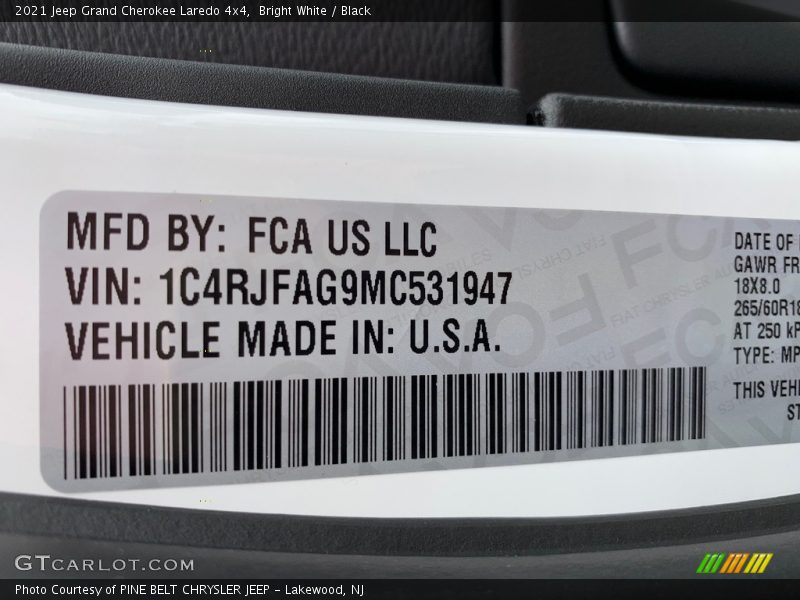 2021 Jeep Grand Cherokee Laredo 4x4, Bright White / Black
MFD BY: FCA US LLC
VIN: 1C4RJFAG9MC531947
VEHICLE MADE IN: U.S.A.
DATE OF
GAWR FR
18X8.0
265/60R18
AT 250 kP
TYPE: MP
THIS VEHI
ST
GTCARLOT.COM
Photo Courtesy of PINE BELT CHRYSLER JEEP - Lakewood, NJ